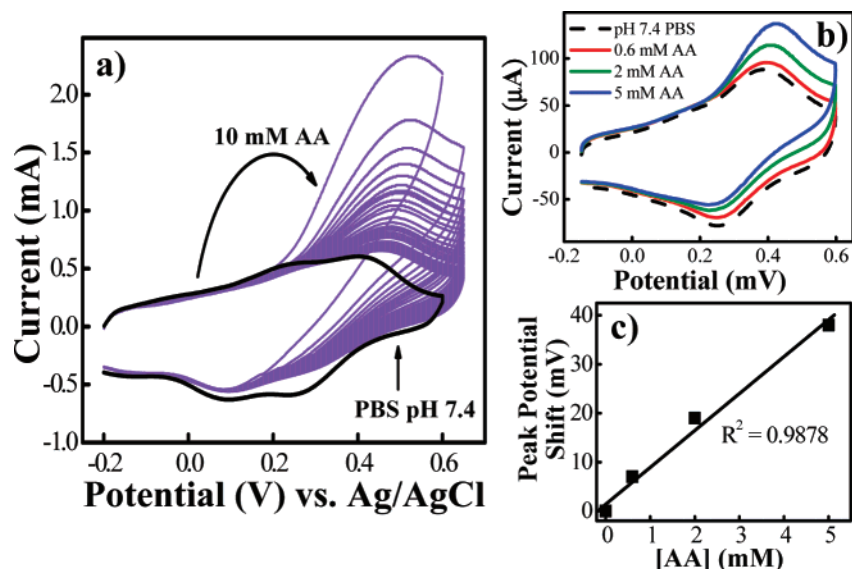 a)
10 mM AA
PBS pH 7.4
2.0
1.5
1.0
0.5
0.0
-0.5
-1.0
Current (mA)
-0.2 0.0 0.2 0.4 0.6
Potential (V) vs. Ag/AgCl
b)
pH 7.4 PBS
0.6 mM AA
2 mM AA
5 mM AA
100
50
0
-50
Current (μA)
-0.2 0.0 0.2 0.4 0.6
Potential (mV)
c)
R² = 0.9878
40
30
20
10
0
Peak Potential
Shift (mV)
0 1 2 3 4 5
[AA] (mM)